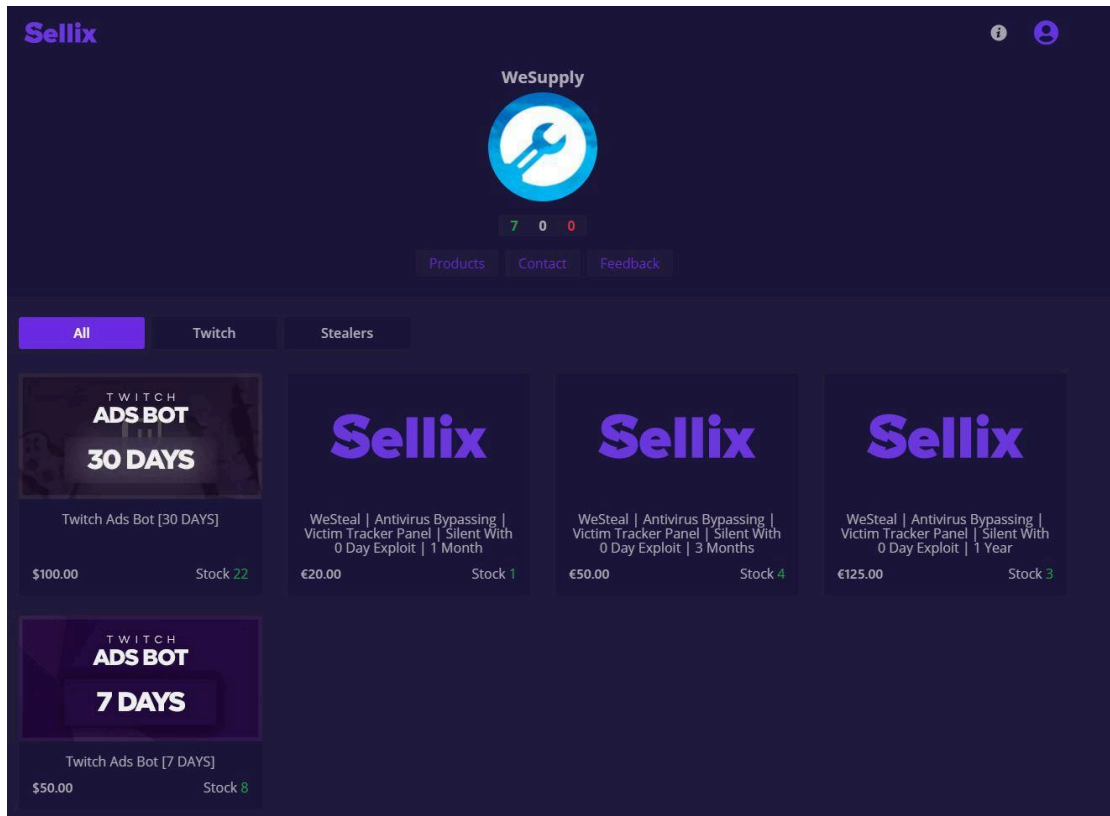 Sellix
WeSupply
7 0 0
Products Contact Feedback
All Twitch Stealers
TWITCH
ADS BOT
30 DAYS
Twitch Ads Bot [30 DAYS]
$100.00 Stock 22
Sellix
WeSteal | Antivirus Bypassing |
Victim Tracker Panel | Silent With
0 Day Exploit | 1 Month
€20.00 Stock 1
Sellix
WeSteal | Antivirus Bypassing |
Victim Tracker Panel | Silent With
0 Day Exploit | 3 Months
€50.00 Stock 4
Sellix
WeSteal | Antivirus Bypassing |
Victim Tracker Panel | Silent With
0 Day Exploit | 1 Year
€125.00 Stock 3
TWITCH
ADS BOT
7 DAYS
Twitch Ads Bot [7 DAYS]
$50.00 Stock 8